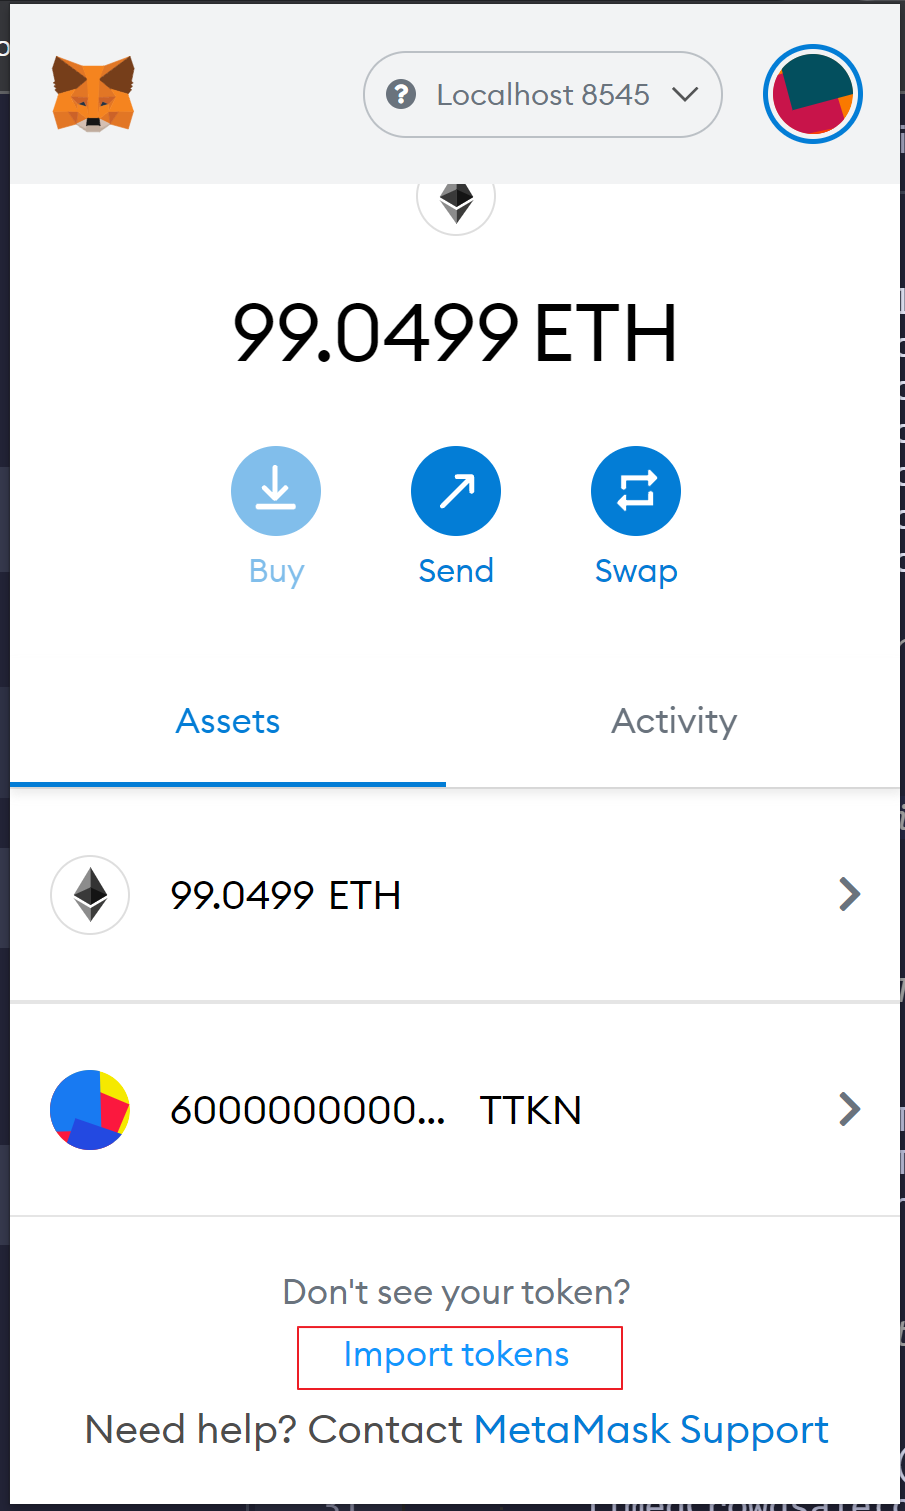 Localhost 8545
99.0499 ETH
Buy
Send
Swap
Assets
Activity
99.0499 ETH
6000000000... TTKN
Don't see your token?
Import tokens
Need help? Contact MetaMask Support